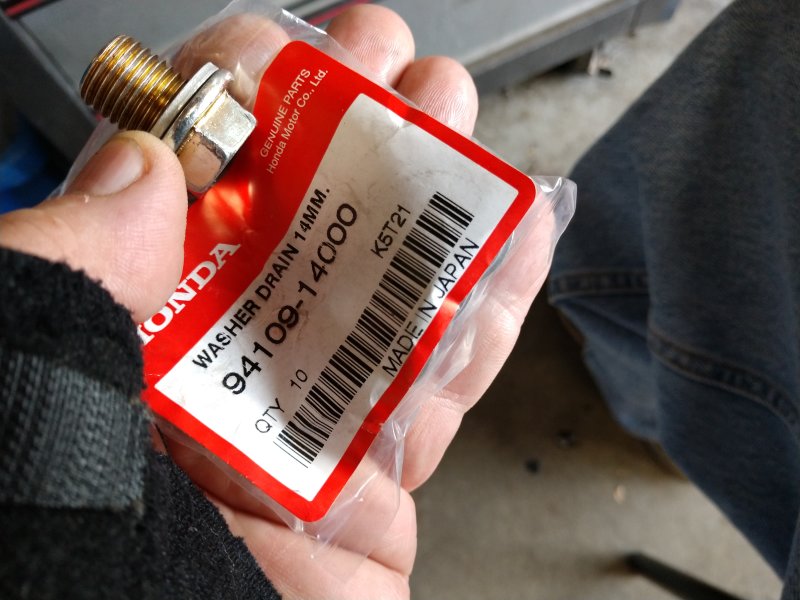 GENUINE PARTS
Honda Motor Co., Ltd.
HONDA
WASHER DRAIN 14MM.
94109-14000
K5T21
QTY 10
MADE IN JAPAN